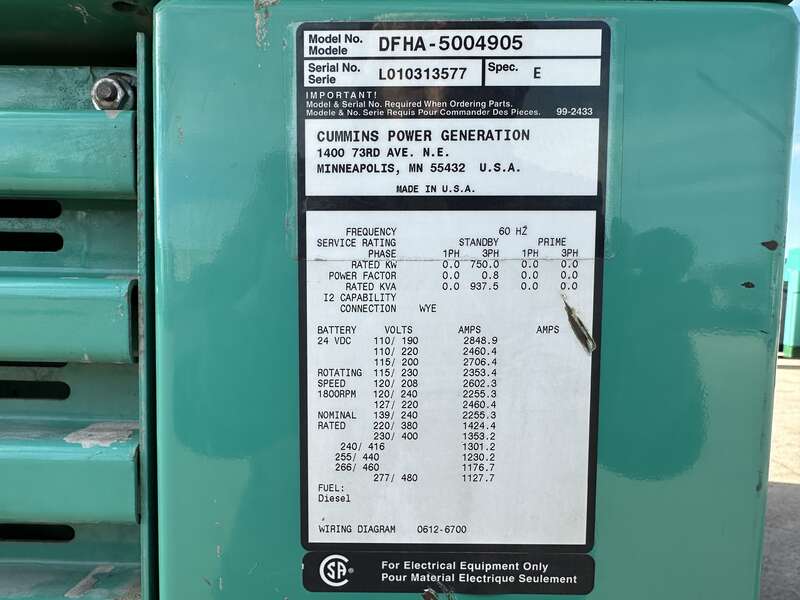 Model No. DFHA-5004905
Modele
Serial No. L010313577 Spec. E
Serie
IMPORTANT!
Model & Serial No. Required When Ordering Parts.
Modele & No. Serie Requis Pour Commander Des Pieces. 99-2433
CUMMINS POWER GENERATION
1400 73RD AVE. N.E.
MINNEAPOLIS, MN 55432 U.S.A.
MADE IN U.S.A.
FREQUENCY 60 HZ
SERVICE RATING STANDBY PRIME
PHASE 1PH 3PH 1PH 3PH
RATED KW 0.0 750.0 0.0 0.0
POWER FACTOR 0.0 0.8 0.0 0.0
RATED KVA 0.0 937.5 0.0 0.0
I2 CAPABILITY
CONNECTION WYE
BATTERY VOLTS AMPS AMPS
24 VDC 110/ 190 2848.9
110/ 220 2460.4
115/ 200 2706.4
ROTATING 115/ 230 2353.4
SPEED 120/ 208 2602.3
1800RPM 120/ 240 2255.3
127/ 220 2460.4
NOMINAL 139/ 240 2255.3
RATED 220/ 380 1424.4
230/ 400 1353.2
240/ 416 1301.2
255/ 440 1230.2
266/ 460 1176.7
277/ 480 1127.7
FUEL:
Diesel
WIRING DIAGRAM 0612-6700
CSA ®
For Electrical Equipment Only
Pour Material Electrique Seulement